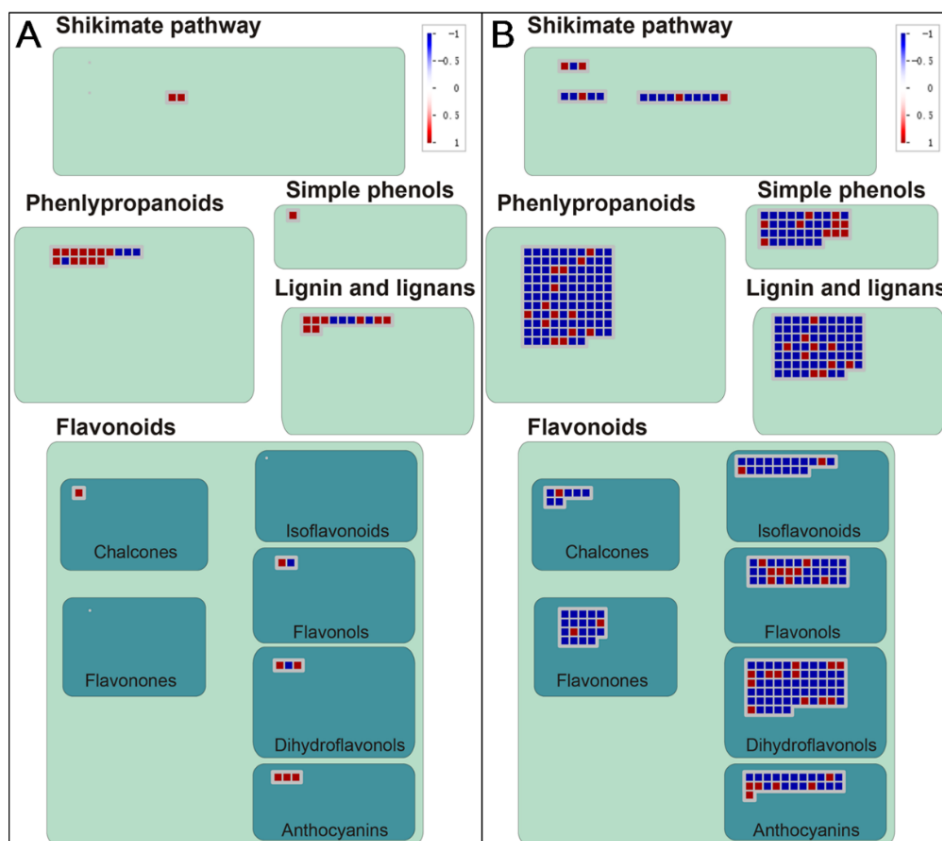 A
Shikimate pathway
-1
-0.5
0
0.5
1
Phenlypropanoids
Simple phenols
Lignin and lignans
Flavonoids
Chalcones
Isoflavonoids
Flavonols
Flavonones
Dihydroflavonols
Anthocyanins
B
Shikimate pathway
-1
-0.5
0
0.5
1
Phenlypropanoids
Simple phenols
Lignin and lignans
Flavonoids
Chalcones
Isoflavonoids
Flavonols
Flavonones
Dihydroflavonols
Anthocyanins